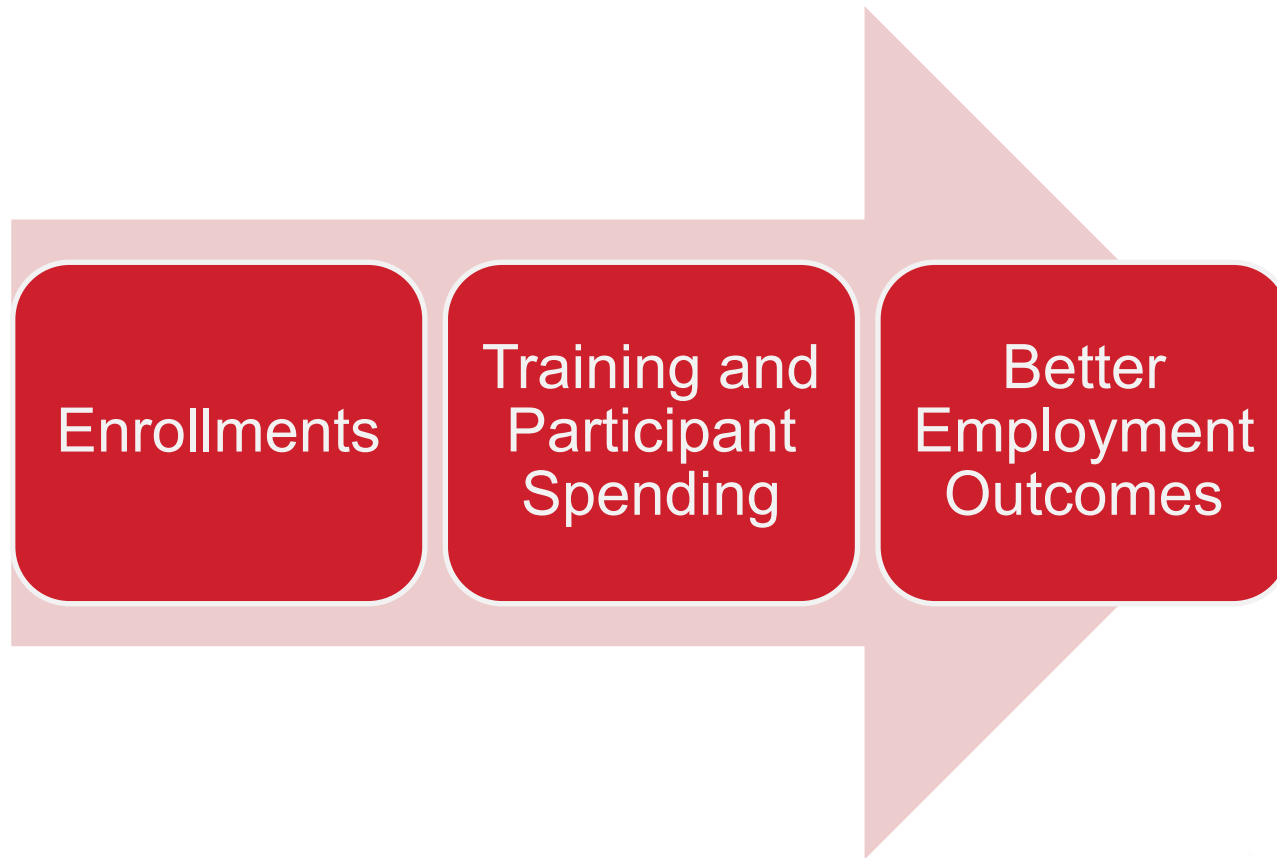 Enrollments
Training and
Participant
Spending
Better
Employment
Outcomes